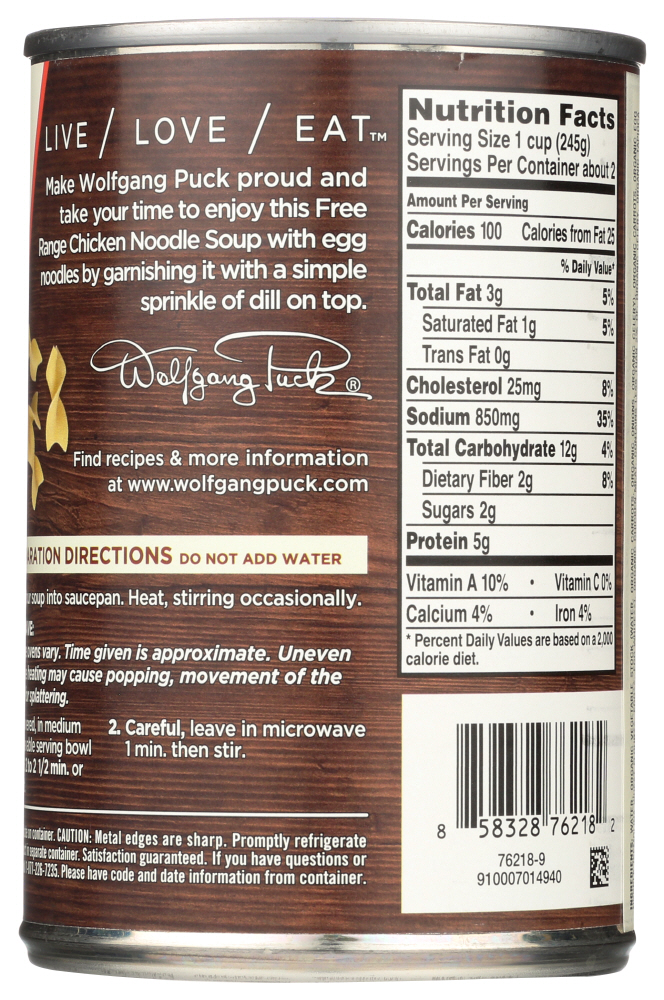 LIVE / LOVE / EAT™
Make Wolfgang Puck proud and
take your time to enjoy this Free
Range Chicken Noodle Soup with egg
noodles by garnishing it with a simple
sprinkle of dill on top.
Wolfgang Puck®
Find recipes & more information
at www.wolfgangpuck.com
DIRECTIONS DO NOT ADD WATER
soup into saucepan. Heat, stirring occasionally.
vary. Time given is approximate. Uneven
heating may cause popping, movement of the
splattering.
in medium
serving bowl
to 2 1/2 min. or
2. Careful, leave in microwave
1 min. then stir.
on container. CAUTION: Metal edges are sharp. Promptly refrigerate
separate container. Satisfaction guaranteed. If you have questions or
Please have code and date information from container.
Nutrition Facts
Serving Size 1 cup (245g)
Servings Per Container about 2
Amount Per Serving
Calories 100 Calories from Fat 25
% Daily Value*
Total Fat 3g 5%
Saturated Fat 1g 5%
Trans Fat 0g
Cholesterol 25mg 8%
Sodium 850mg 35%
Total Carbohydrate 12g 4%
Dietary Fiber 2g 8%
Sugars 2g
Protein 5g
Vitamin A 10% • Vitamin C 0%
Calcium 4% • Iron 4%
* Percent Daily Values are based on a 2,000
calorie diet.
8 58328 76218 2
76218-9
910007014940